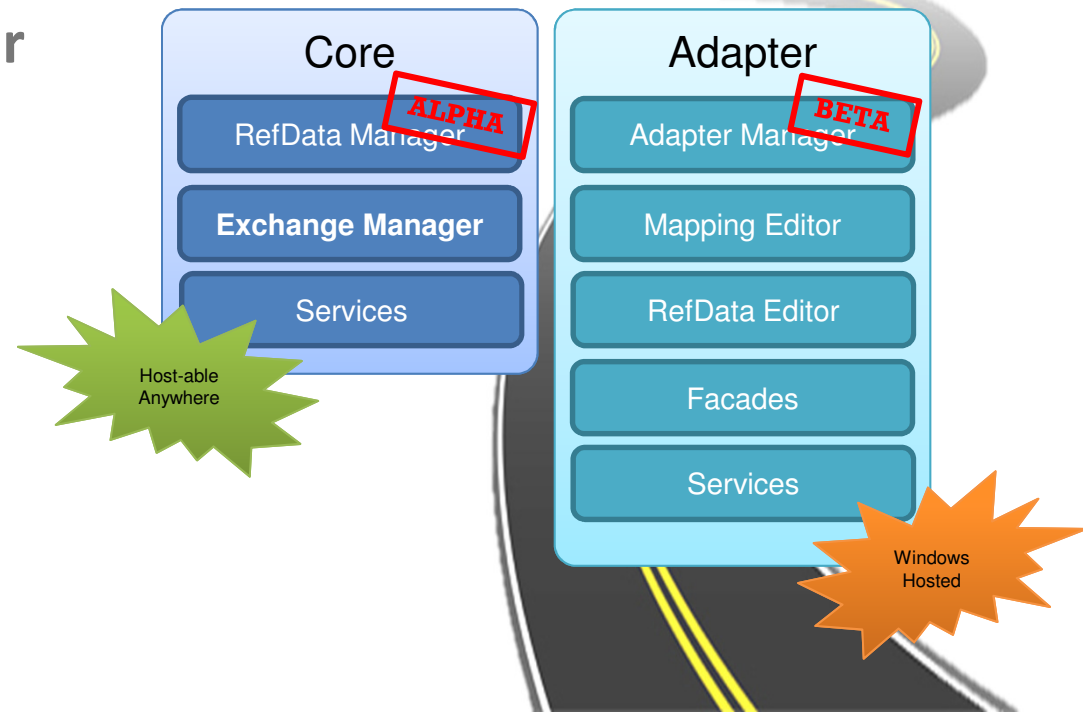 r
Core
ALPHA
RefData Manager
Exchange Manager
Services
Host-able
Anywhere
Adapter
BETA
Adapter Manager
Mapping Editor
RefData Editor
Facades
Services
Windows
Hosted